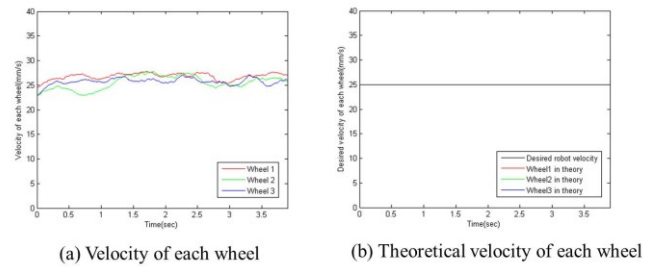 40
35
30
25
20
15
10
5
0
Velocity of each wheel(mm/s)
0 0.5 1 1.5 2 2.5 3 3.5
Time(sec)
Wheel 1
Wheel 2
Wheel 3
(a) Velocity of each wheel
40
35
30
25
20
15
10
5
0
Desired velocity of each wheel(mm/s)
0 0.5 1 1.5 2 2.5 3 3.5
Time(sec)
Desired robot velocity
Wheel1 in theory
Wheel2 in theory
Wheel3 in theory
(b) Theoretical velocity of each wheel